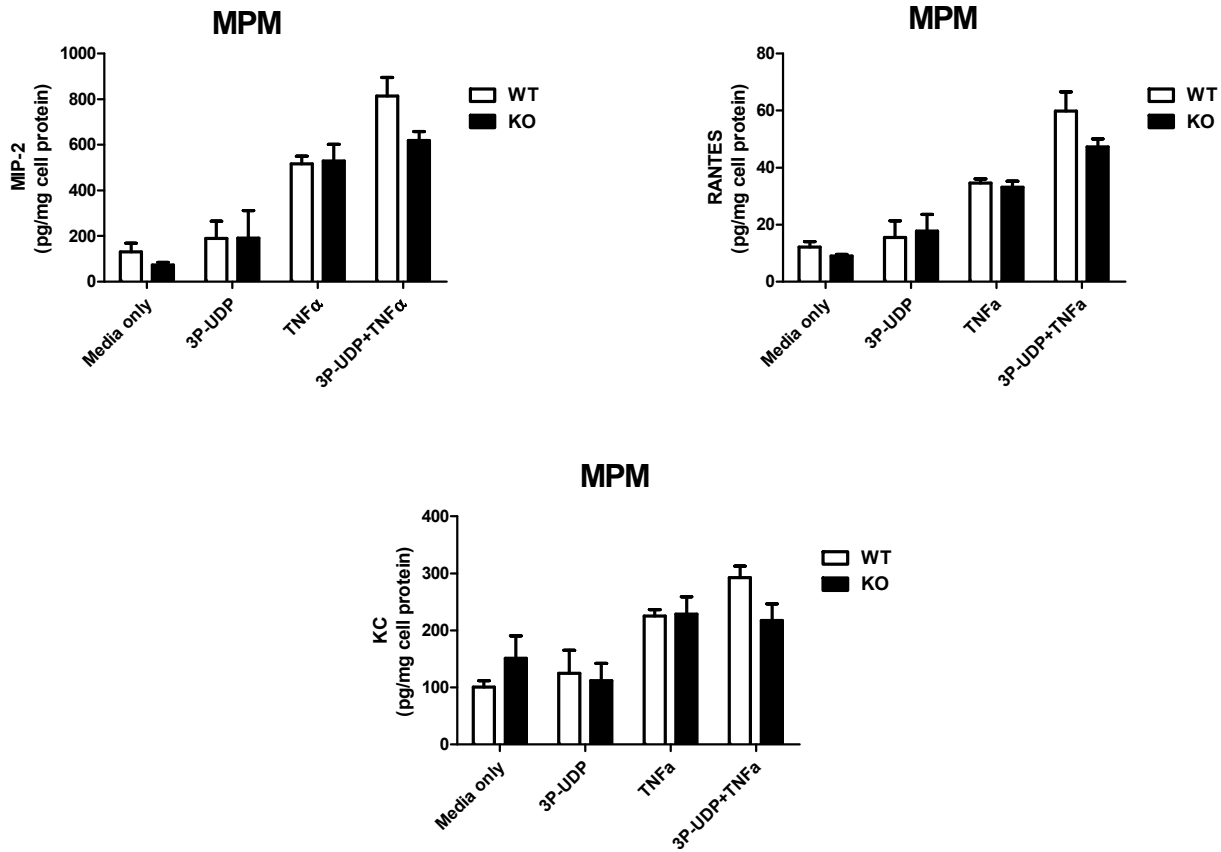 MPM
MIP-2
(pg/mg cell protein)
1000
800
600
400
200
0
Media only
3P-UDP
TNFα
3P-UDP+TNFα
WT
KO
MPM
RANTES
(pg/mg cell protein)
80
60
40
20
0
Media only
3P-UDP
TNFa
3P-UDP+TNFa
WT
KO
MPM
KC
(pg/mg cell protein)
400
300
200
100
0
Media only
3P-UDP
TNFa
3P-UDP+TNFa
WT
KO